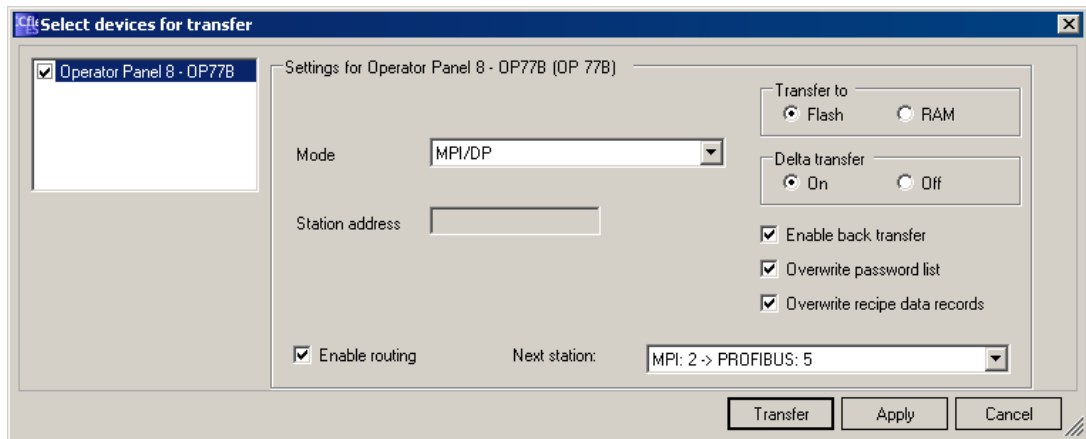 Select devices for transfer
Operator Panel 8 - OP77B
Settings for Operator Panel 8 - OP77B (OP 77B)
Transfer to
Flash RAM
Mode MPI/DP
Delta transfer
On Off
Station address
Enable back transfer
Overwrite password list
Overwrite recipe data records
Enable routing Next station: MPI: 2 -> PROFIBUS: 5
Transfer Apply Cancel